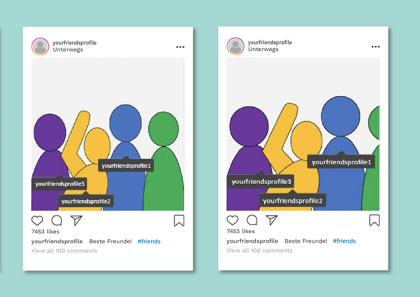 yourfriendsprofile
Unterwegs
yourfriendsprofile1
yourfriendsprofile3
yourfriendsprofile2
7453 likes
yourfriendsprofile Beste Freunde! #friends
View all 100 comments
yourfriendsprofile
Unterwegs
yourfriendsprofile1
yourfriendsprofile3
yourfriendsprofile2
7453 likes
yourfriendsprofile Beste Freunde! #friends
View all 100 comments